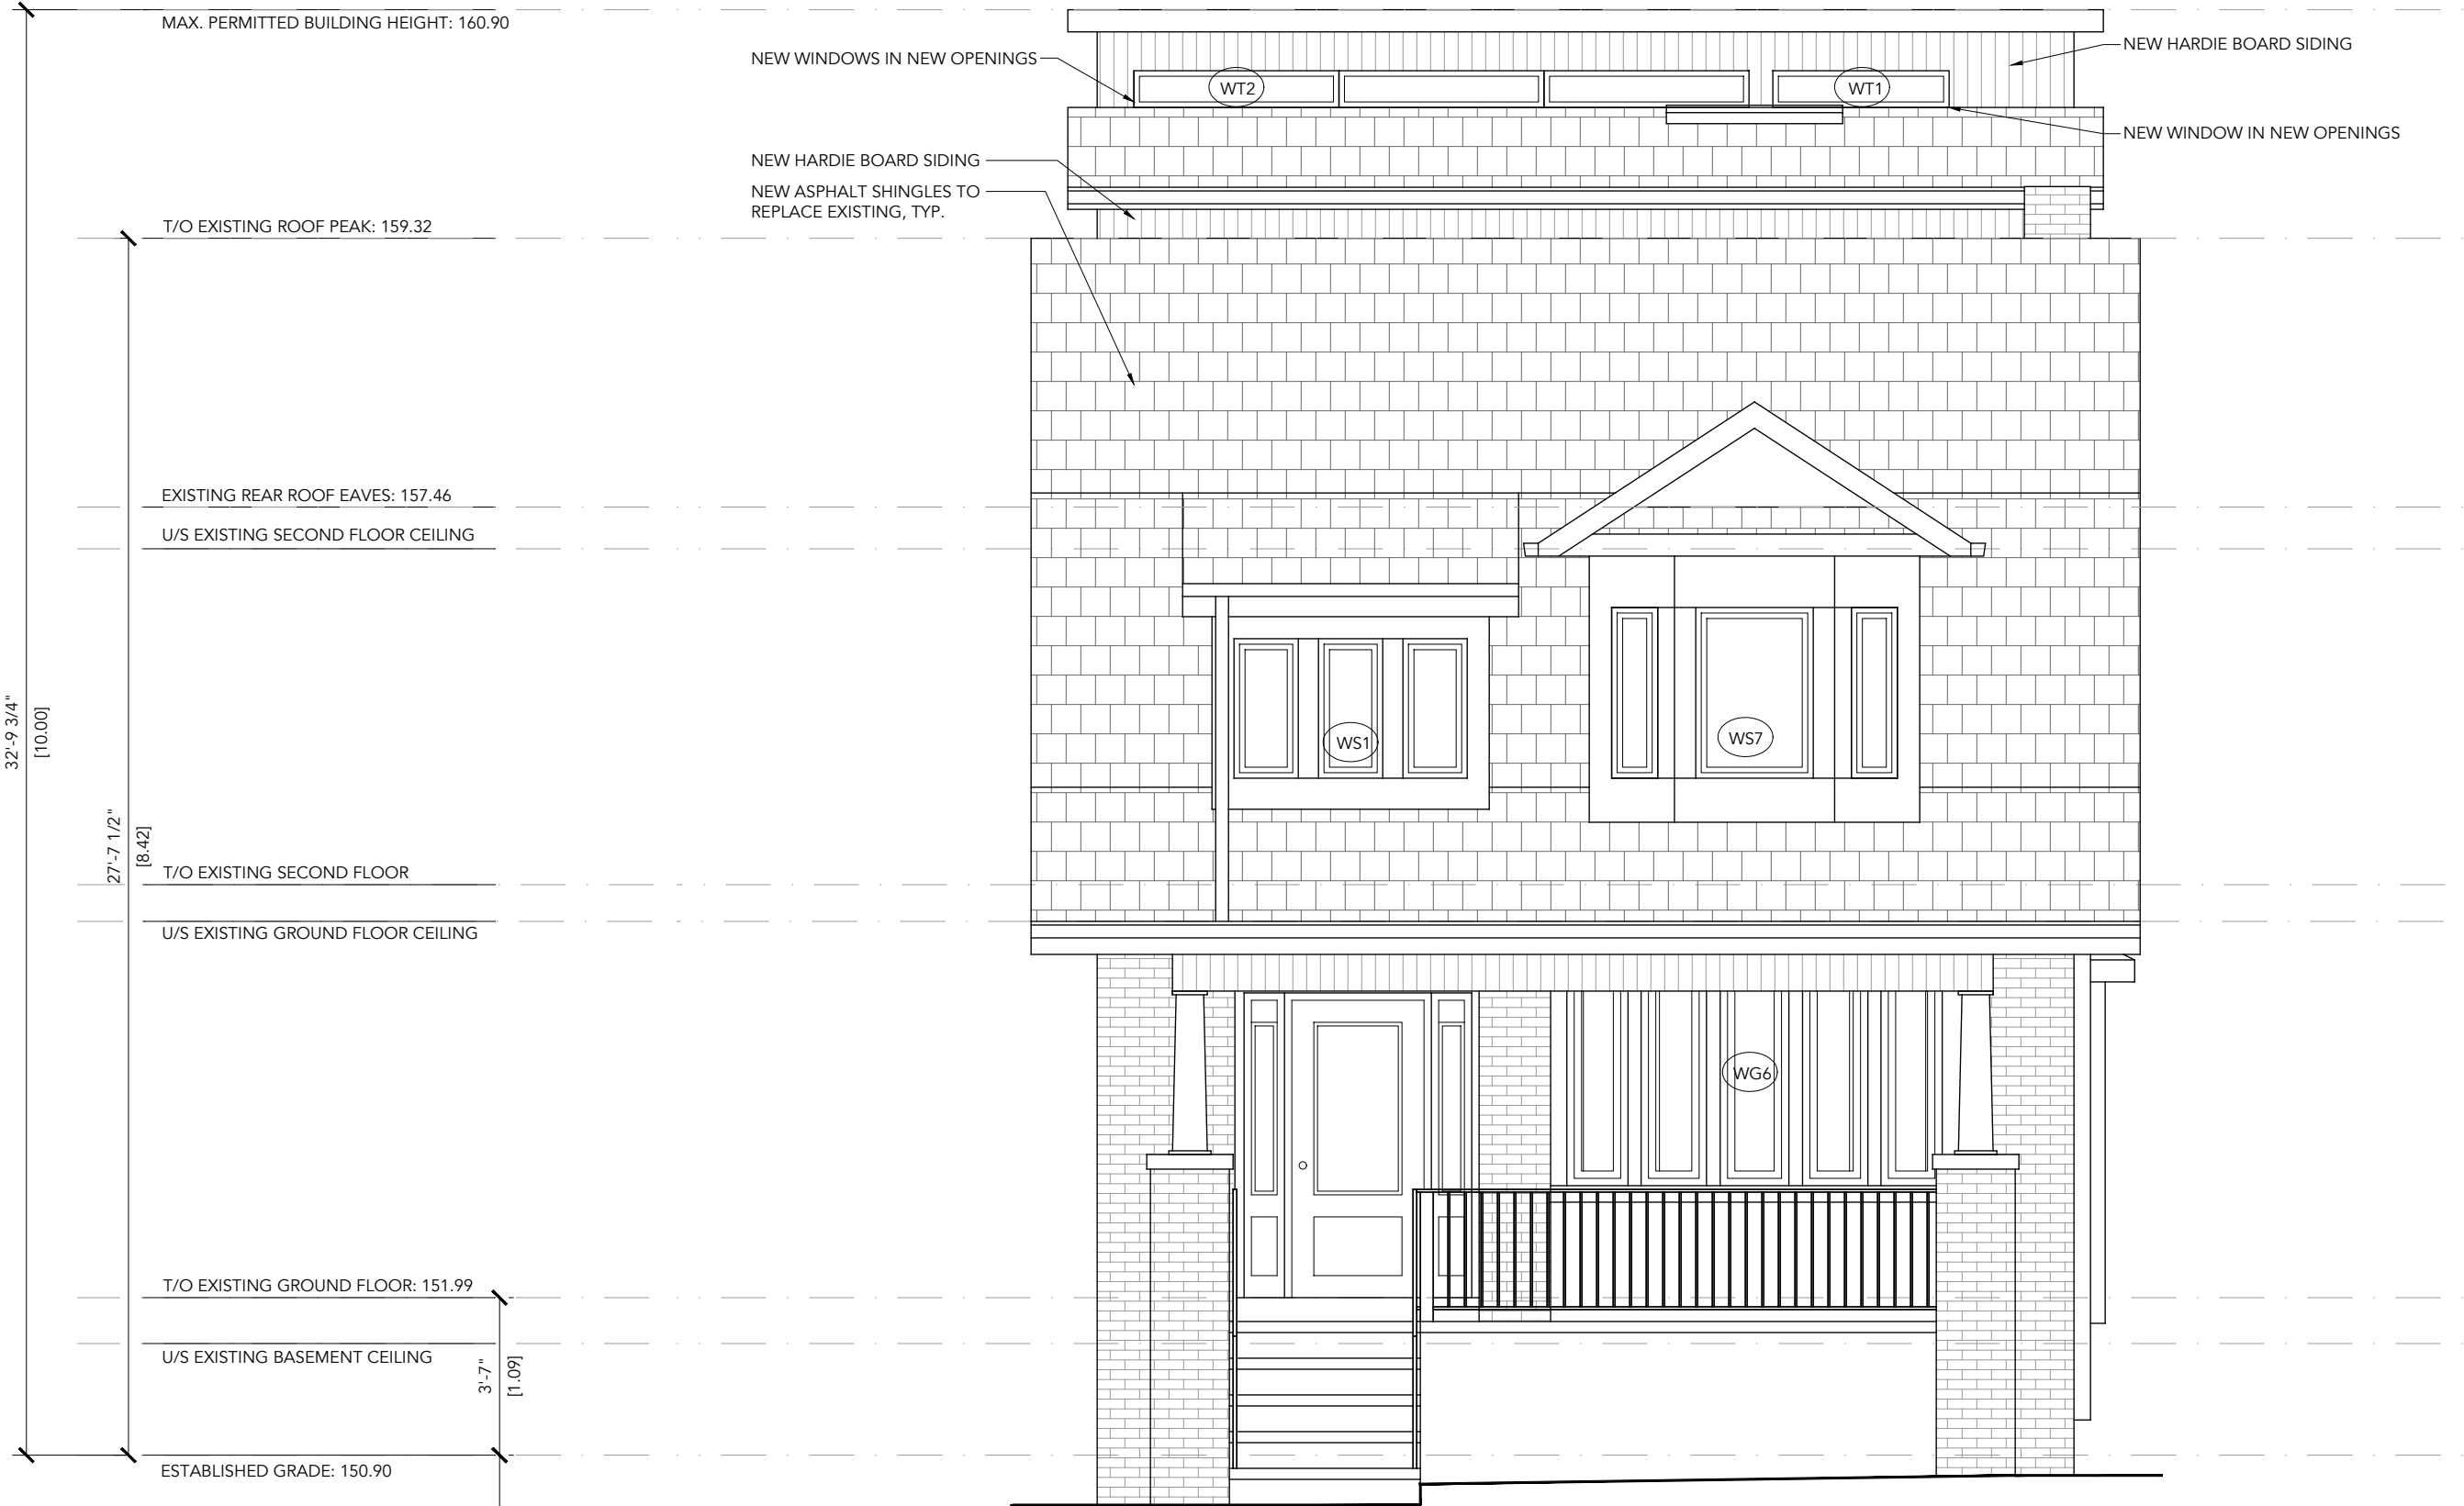 MAX. PERMITTED BUILDING HEIGHT: 160.90
NEW WINDOWS IN NEW OPENINGS
NEW HARDIE BOARD SIDING
WT2
WT1
NEW WINDOW IN NEW OPENINGS
NEW HARDIE BOARD SIDING
NEW ASPHALT SHINGLES TO
REPLACE EXISTING, TYP.
T/O EXISTING ROOF PEAK: 159.32
EXISTING REAR ROOF EAVES: 157.46
U/S EXISTING SECOND FLOOR CEILING
32'-9 3/4"
[10.00]
WS1
WS7
27'-7 1/2"
[8.42]
T/O EXISTING SECOND FLOOR
U/S EXISTING GROUND FLOOR CEILING
WG6
T/O EXISTING GROUND FLOOR: 151.99
U/S EXISTING BASEMENT CEILING
3'-7"
[1.09]
ESTABLISHED GRADE: 150.90